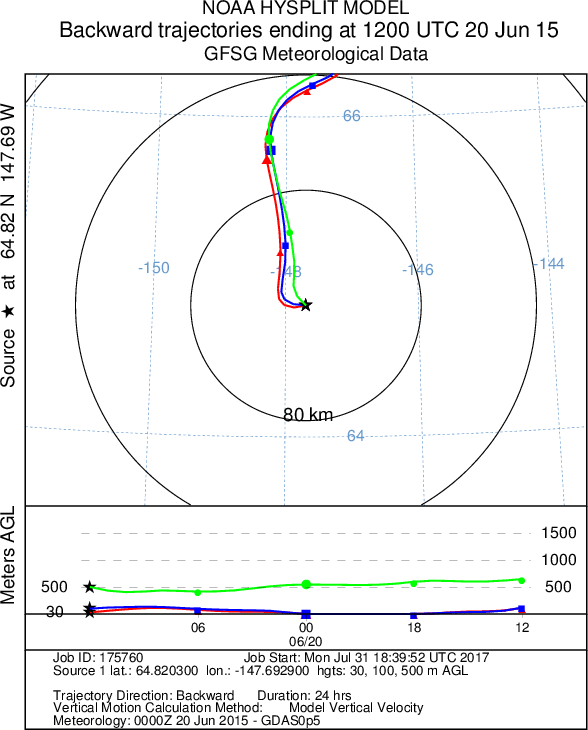 NOAA HYSPLIT MODEL
Backward trajectories ending at 1200 UTC 20 Jun 15
GFSG Meteorological Data
Source ★ at 64.82 N 147.69 W
66
-150
-148
-146
-144
80 km
64
Meters AGL
1500
1000
500
500
30
06
00
18
12
06/20
Job ID: 175760 Job Start: Mon Jul 31 18:39:52 UTC 2017
Source 1 lat.: 64.820300 lon.: -147.692900 hgts: 30, 100, 500 m AGL
Trajectory Direction: Backward Duration: 24 hrs
Vertical Motion Calculation Method: Model Vertical Velocity
Meteorology: 0000Z 20 Jun 2015 - GDAS0p5